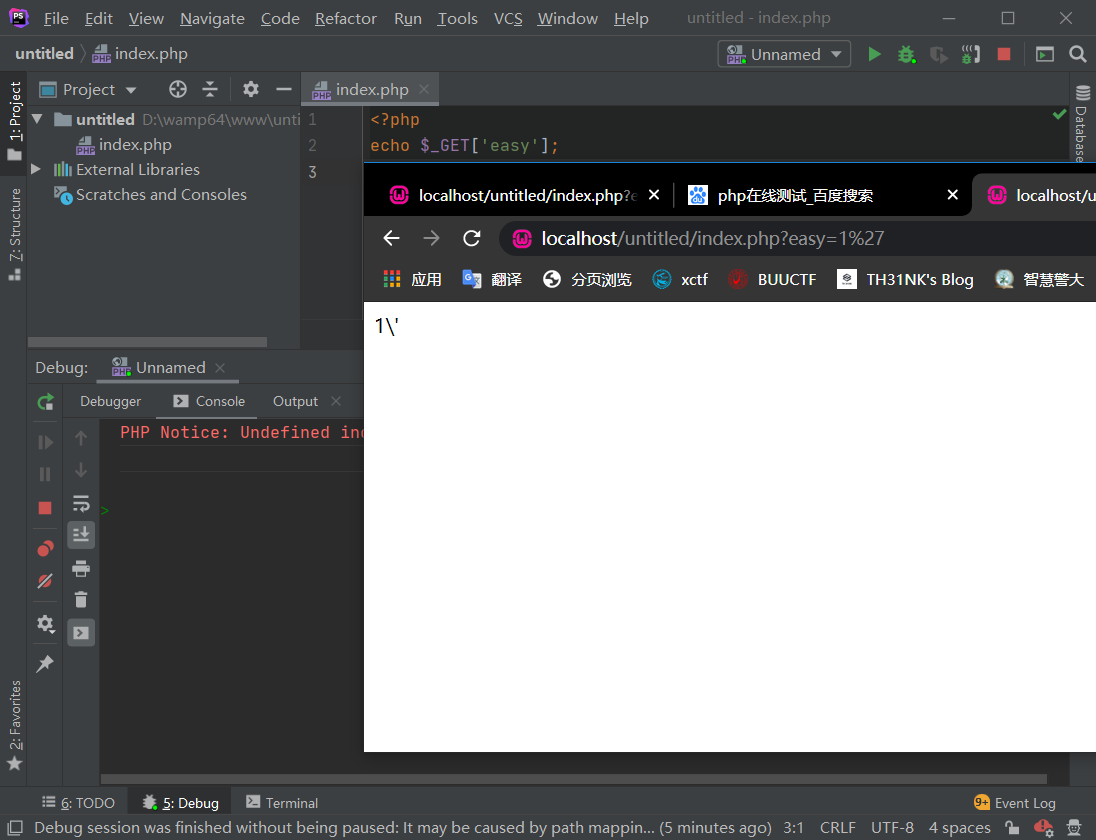 PS File Edit View Navigate Code Refactor Run Tools VCS Window Help untitled - index.php
untitled index.php Unnamed
1: Project
Project index.php
untitled D:\wamp64\www\unti
index.php
External Libraries
Scratches and Consoles
7: Structure
1 <?php
2 echo $_GET['easy'];
3
Database
localhost/untitled/index.php?e php在线测试_百度搜索 localhost/u
localhost/untitled/index.php?easy=1%27
应用 翻译 分页浏览 xctf BUUCTF TH31NK's Blog 智慧警大
1\'
Debug: Unnamed
Debugger Console Output
PHP Notice: Undefined in
>
2: Favorites
6: TODO 5: Debug Terminal 9+ Event Log
Debug session was finished without being paused: It may be caused by path mappin... (5 minutes ago) 3:1 CRLF UTF-8 4 spaces